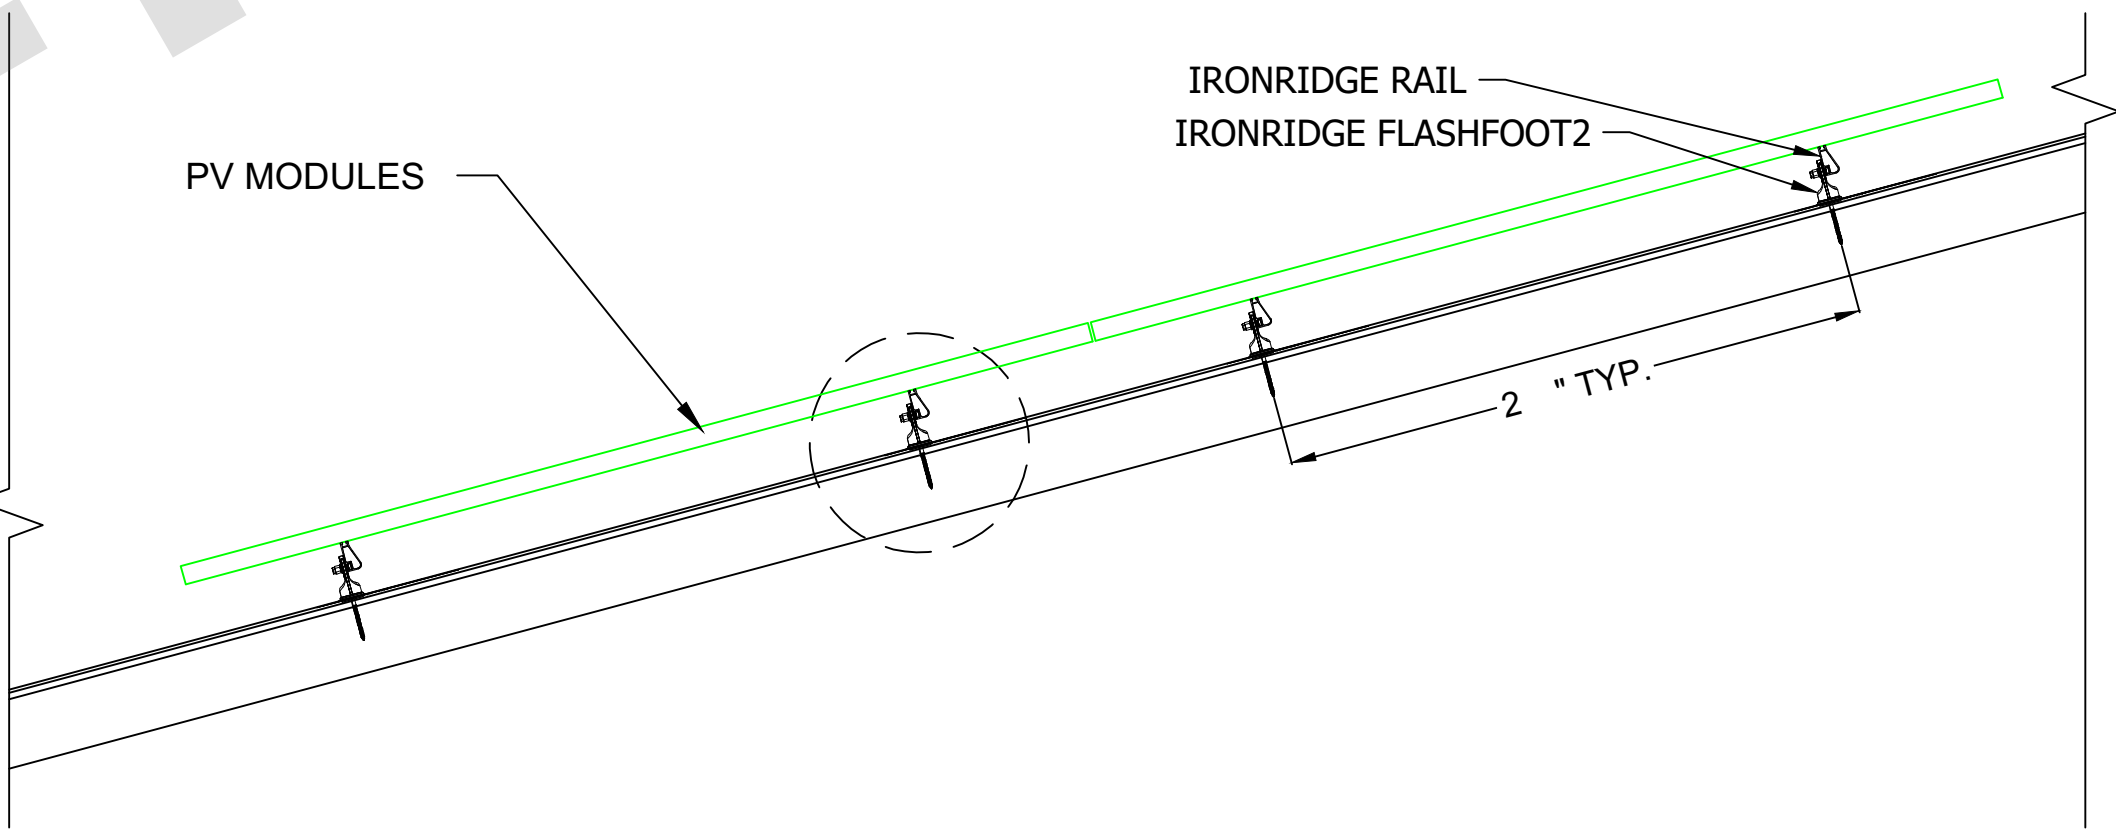 IRONRIDGE RAIL
IRONRIDGE FLASHFOOT2
PV MODULES
2 " TYP.